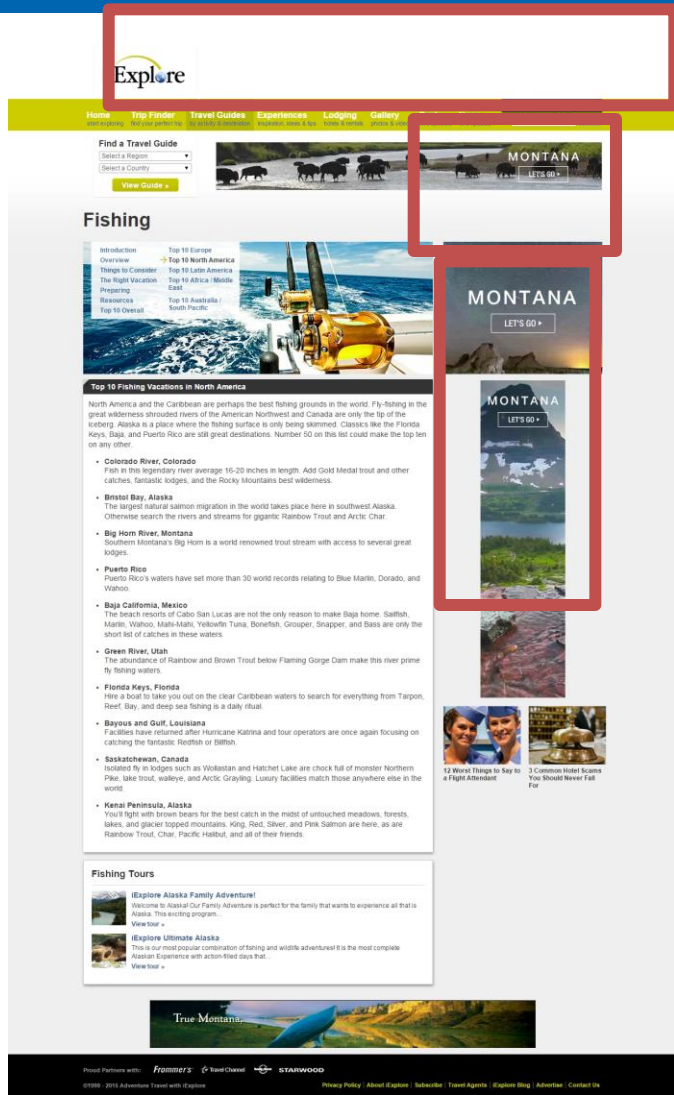 Explore
Home Trip Finder Travel Guides Experiences Lodging Gallery
start exploring find your perfect trip by activity & destination inspiration, ideas & tips hotels & rentals photos & video
Find a Travel Guide
Select a Region
Select a Country
View Guide »
MONTANA
LET'S GO
Fishing
Introduction
Overview
Things to Consider
The Right Vacation
Preparing
Resources
Top 10 Overall
Top 10 Europe
Top 10 North America
Top 10 Latin America
Top 10 Africa / Middle
East
Top 10 Australia /
South Pacific
MONTANA
LET'S GO
Top 10 Fishing Vacations in North America
North America and the Caribbean are perhaps the best fishing grounds in the world. Fly-fishing in the
great wilderness shrouded rivers of the American Northwest and Canada are only the tip of the
iceberg. Alaska is a place where the fishing surface is only being skimmed. Classics like the Florida
Keys, Baja, and Puerto Rico are still great destinations. Number 50 on this list could make the top ten
on any other.
• Colorado River, Colorado
Fish in this legendary river average 16-20 inches in length. Add Gold Medal trout and other
catches, fantastic lodges, and the Rocky Mountains best wilderness.
• Bristol Bay, Alaska
The largest natural salmon migration in the world takes place here in southwest Alaska.
Otherwise search the rivers and streams for gigantic Rainbow Trout and Arctic Char.
• Big Horn River, Montana
Southern Montana's Big Horn is a world renowned trout stream with access to several great
lodges.
• Puerto Rico
Puerto Rico's waters have set more than 30 world records relating to Blue Marlin, Dorado, and
Wahoo.
• Baja California, Mexico
The beach resorts of Cabo San Lucas are not the only reason to make Baja home. Sailfish,
Marlin, Wahoo, Mahi-Mahi, Yellowfin Tuna, Bonefish, Grouper, Snapper, and Bass are only the
short list of catches in these waters.
• Green River, Utah
The abundance of Rainbow and Brown Trout below Flaming Gorge Dam make this river prime
fly fishing waters.
• Florida Keys, Florida
Hire a boat to take you out on the clear Caribbean waters to search for everything from Tarpon,
Reef, Bay, and deep sea fishing is a daily ritual.
• Bayous and Gulf, Louisiana
Facilities have returned after Hurricane Katrina and tour operators are once again focusing on
catching the fantastic Redfish or Billfish.
• Saskatchewan, Canada
Isolated fly in lodges such as Wollastan and Hatchet Lake are chock full of monster Northern
Pike, lake trout, walleye, and Arctic Grayling. Luxury facilities match those anywhere else in the
world.
• Kenai Peninsula, Alaska
You'll fight with brown bears for the best catch in the midst of untouched meadows, forests,
lakes, and glacier topped mountains. King, Red, Silver, and Pink Salmon are here, as are
Rainbow Trout, Char, Pacific Halibut, and all of their friends.
MONTANA
LET'S GO
12 Worst Things to Say to
a Flight Attendant
3 Common Hotel Scams
You Should Never Fall
For
Fishing Tours
iExplore Alaska Family Adventure!
Welcome to Alaska! Our Family Adventure is perfect for the family that wants to experience all that is
Alaska. This exciting program...
View tour »
iExplore Ultimate Alaska
This is our most popular combination of fishing and wildlife adventures! It is the most complete
Alaskan Experience with action-filled days that...
View tour »
True Montana.
Proud Partners with: Frommer's Travel Channel STARWOOD
©1999 - 2015 Adventure Travel with iExplore
Privacy Policy | About iExplore | Subscribe | Travel Agents | iExplore Blog | Advertise | Contact Us